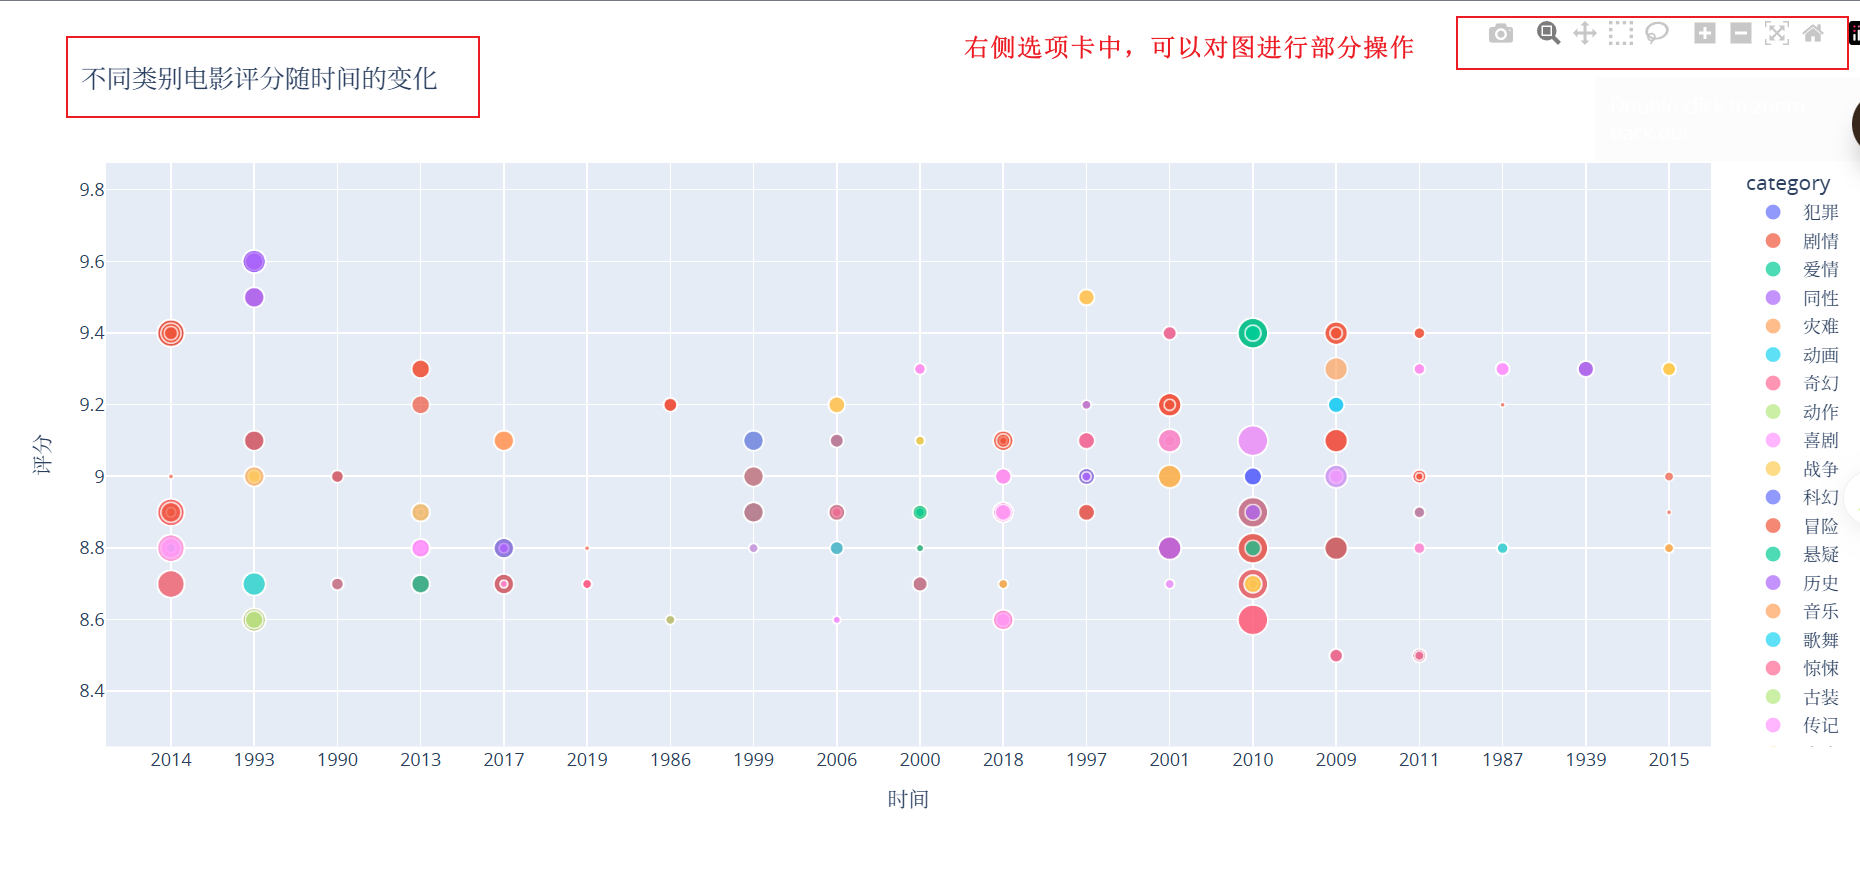 右侧选项卡中，可以对图进行部分操作
不同类别电影评分随时间的变化
category
犯罪
剧情
爱情
同性
灾难
动画
奇幻
动作
喜剧
战争
科幻
冒险
悬疑
历史
音乐
歌舞
惊悚
古装
传记
评分
9.8
9.6
9.4
9.2
9
8.8
8.6
8.4
2014 1993 1990 2013 2017 2019 1986 1999 2006 2000 2018 1997 2001 2010 2009 2011 1987 1939 2015
时间